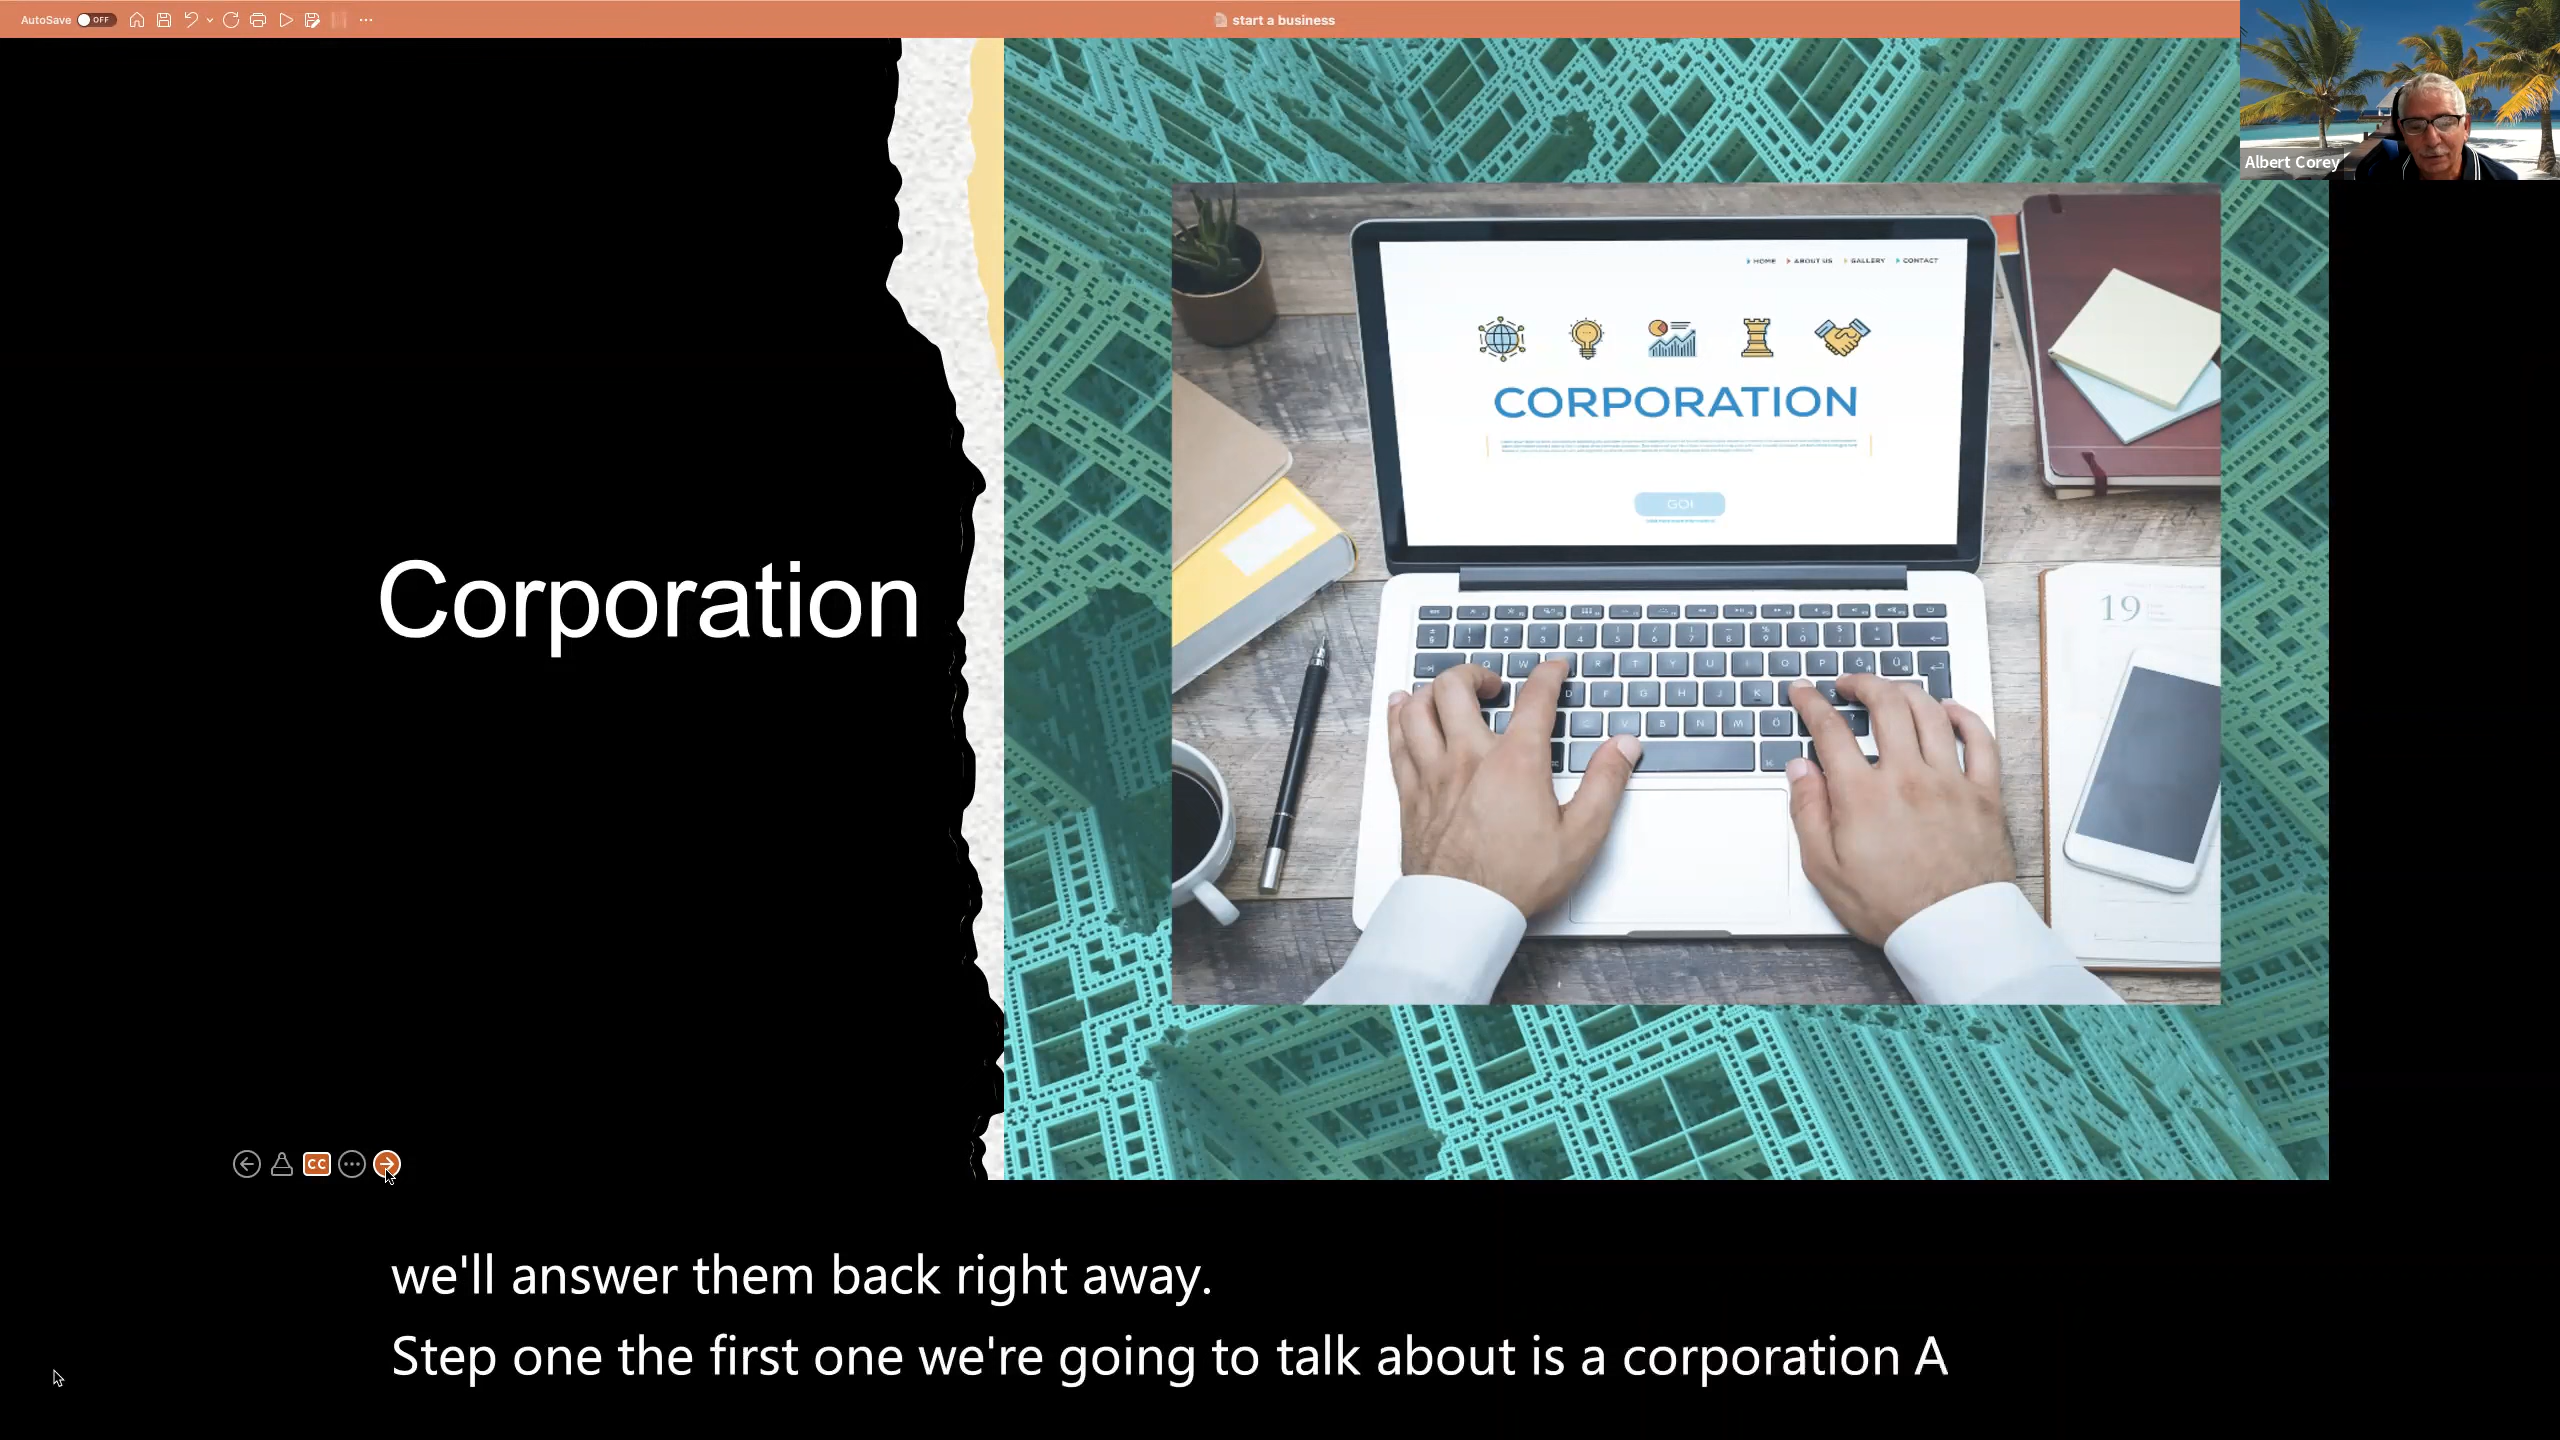 AutoSave OFF
start a business
Albert Corey
HOME ABOUT US GALLERY CONTACT
CORPORATION
GO!
Corporation
19
CC
we'll answer them back right away.
Step one the first one we're going to talk about is a corporation A